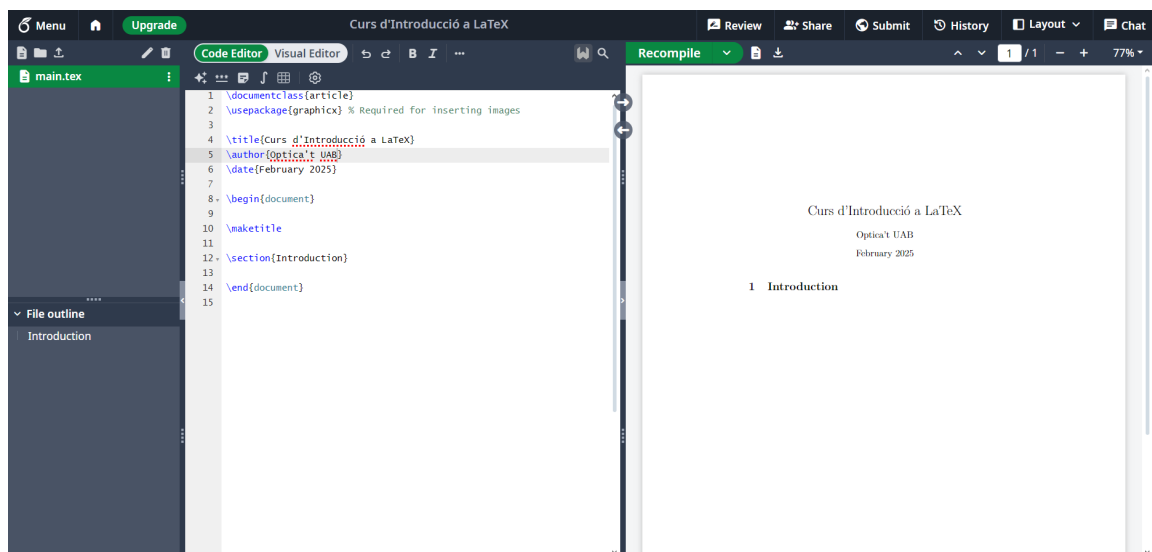 Menu
Upgrade
Curs d'Introducció a LaTeX
Review
Share
Submit
History
Layout
Chat
Code Editor
Visual Editor
B
I
Recompile
1 / 1
77%
main.tex
File outline
Introduction
1 \documentclass{article}
2 \usepackage{graphicx} % Required for inserting images
3
4 \title{Curs d'Introducció a LaTeX}
5 \author{Optica't UAB}
6 \date{February 2025}
7
8 \begin{document}
9
10 \maketitle
11
12 \section{Introduction}
13
14 \end{document}
15
Curs d'Introducció a LaTeX
Optica't UAB
February 2025
1 Introduction